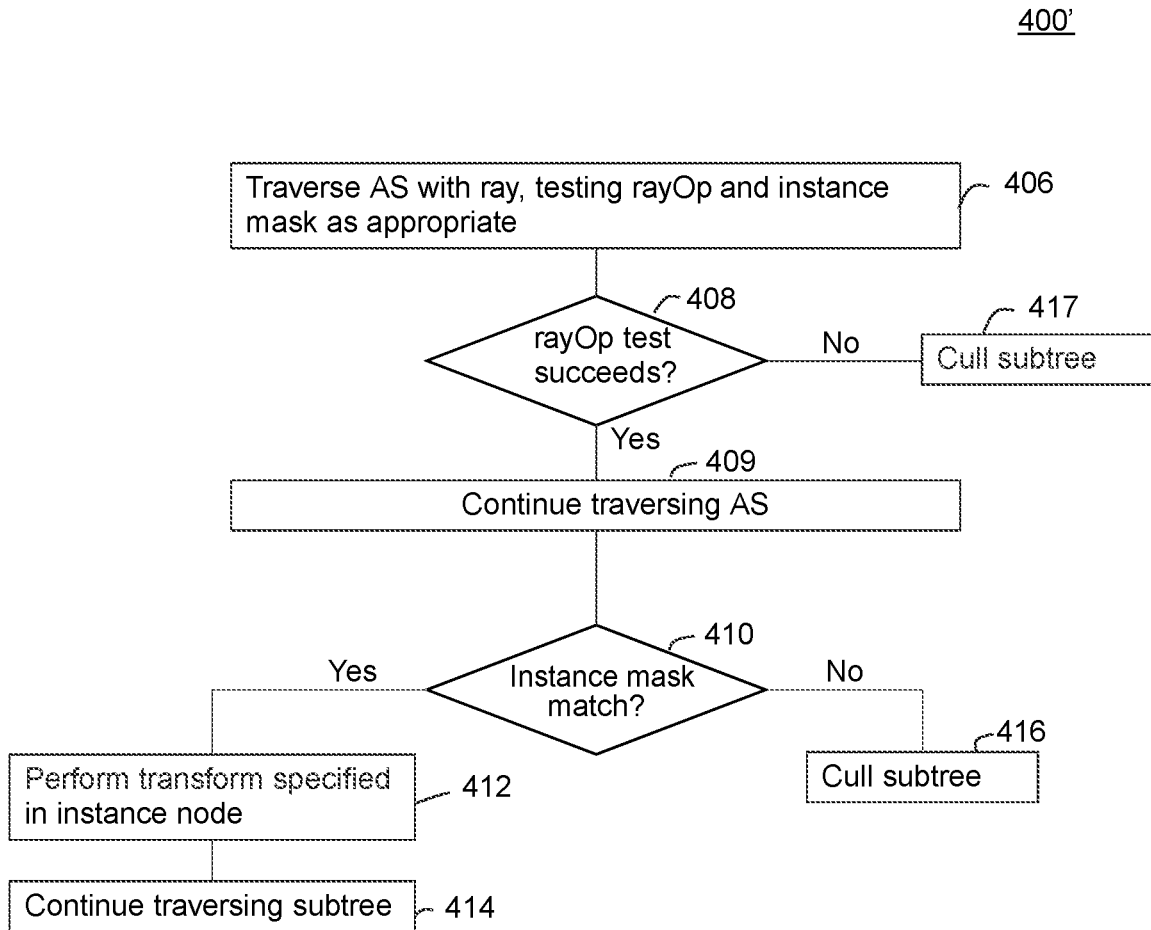 400'
Traverse AS with ray, testing rayOp and instance
mask as appropriate
406
408
rayOp test
succeeds?
No
417
Cull subtree
Yes
409
Continue traversing AS
410
Instance mask
match?
Yes
No
416
Cull subtree
Perform transform specified
in instance node
412
Continue traversing subtree
414